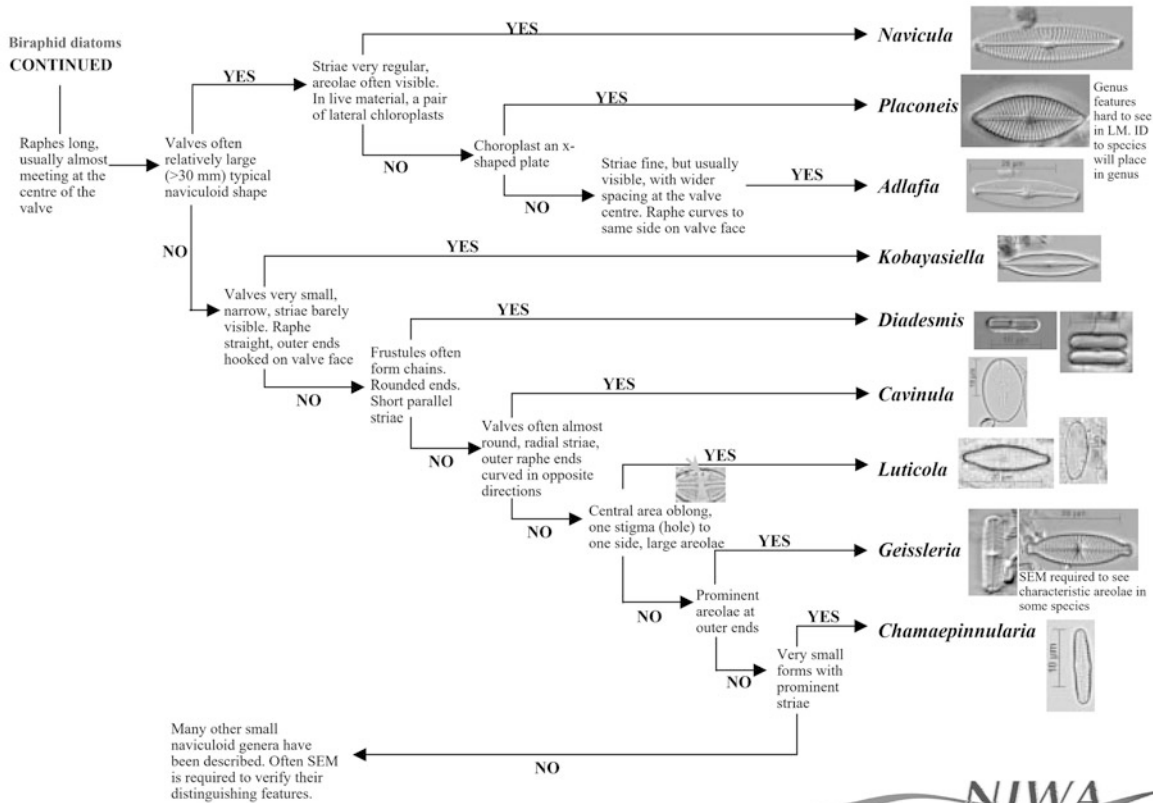 Biraphid diatoms
CONTINUED
Raphes long,
usually almost
meeting at the
centre of the
valve
YES
NO
Valves often
relatively large
(>30 mm) typical
naviculoid shape
YES
NO
Striae very regular,
areolae often visible.
In live material, a pair
of lateral chloroplasts
YES
Navicula
NO
Choroplast an x-
shaped plate
YES
Placoneis
Genus
features
hard to see
in LM. ID
to species
will place
in genus
NO
Striae fine, but usually
visible, with wider
spacing at the valve
centre. Raphe curves to
same side on valve face
YES
Adlafia
Valves very small,
narrow, striae barely
visible. Raphe
straight, outer ends
hooked on valve face
YES
Kobayasiella
NO
Frustules often
form chains.
Rounded ends.
Short parallel
striae
YES
Diadesmis
10 µm
NO
Valves often almost
round, radial striae,
outer raphe ends
curved in opposite
directions
YES
Cavinula
10 µm
NO
Central area oblong,
one stigma (hole) to
one side, large areolae
YES
Luticola
NO
Prominent
areolae at
outer ends
YES
Geissleria
SEM required to see
characteristic areolae in
some species
NO
Very small
forms with
prominent
striae
YES
Chamaepinnularia
10 µm
NO
Many other small
naviculoid genera have
been described. Often SEM
is required to verify their
distinguishing features.
NIWA